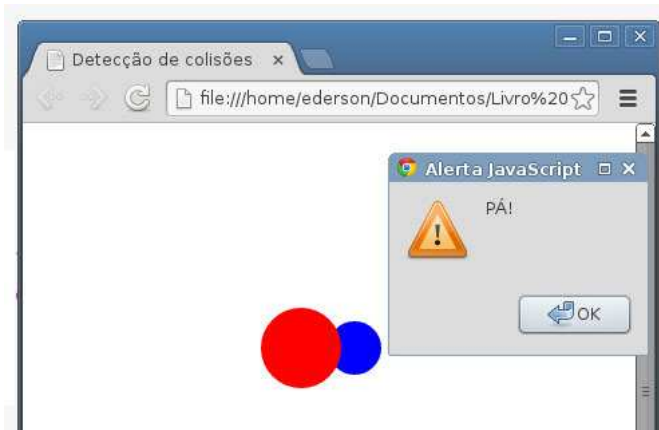 Detecção de colisões
file:///home/ederson/Documentos/Livro%20
Alerta JavaScript
PÁ!
OK